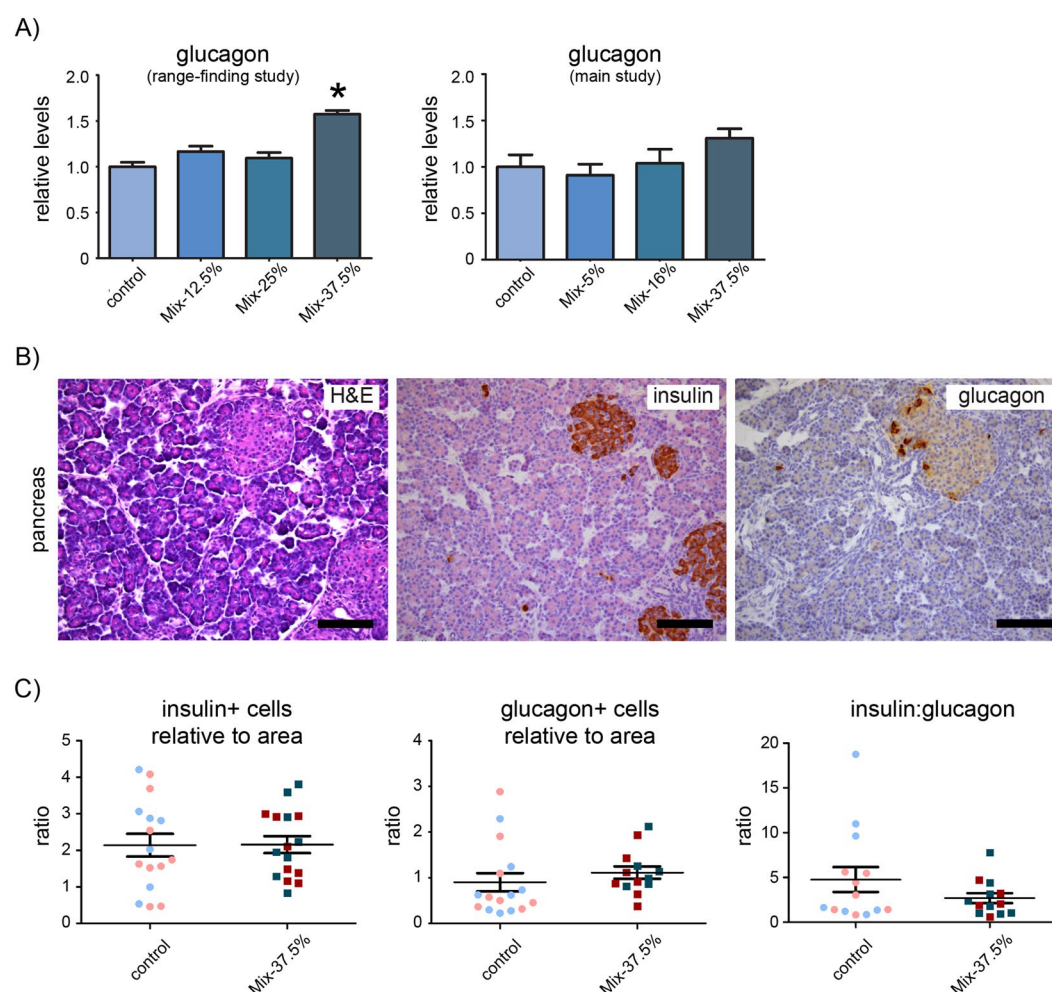 A)
glucagon
(range-finding study)
relative levels
2.0
1.5
1.0
0.5
0
*
control
Mix-12.5%
Mix-25%
Mix-37.5%
glucagon
(main study)
relative levels
2.0
1.5
1.0
0.5
0
control
Mix-5%
Mix-16%
Mix-37.5%
B)
pancreas
H&E
insulin
glucagon
C)
insulin+ cells
relative to area
ratio
5
4
3
2
1
0
control
Mix-37.5%
glucagon+ cells
relative to area
ratio
4
3
2
1
0
control
Mix-37.5%
insulin:glucagon
ratio
20
15
10
5
0
control
Mix-37.5%